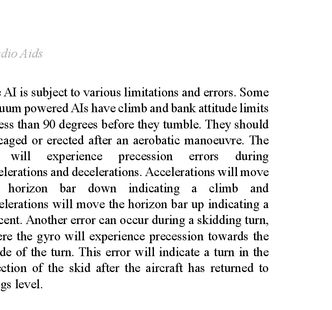 dio Aids
AI is subject to various limitations and errors. Some
uum powered AIs have climb and bank attitude limits
ess than 90 degrees before they tumble. They should
caged or erected after an aerobatic manoeuvre. The
will experience precession errors during
elerations and decelerations. Accelerations will move
horizon bar down indicating a climb and
elerations will move the horizon bar up indicating a
cent. Another error can occur during a skidding turn,
ere the gyro will experience precession towards the
de of the turn. This error will indicate a turn in the
ction of the skid after the aircraft has returned to
gs level.